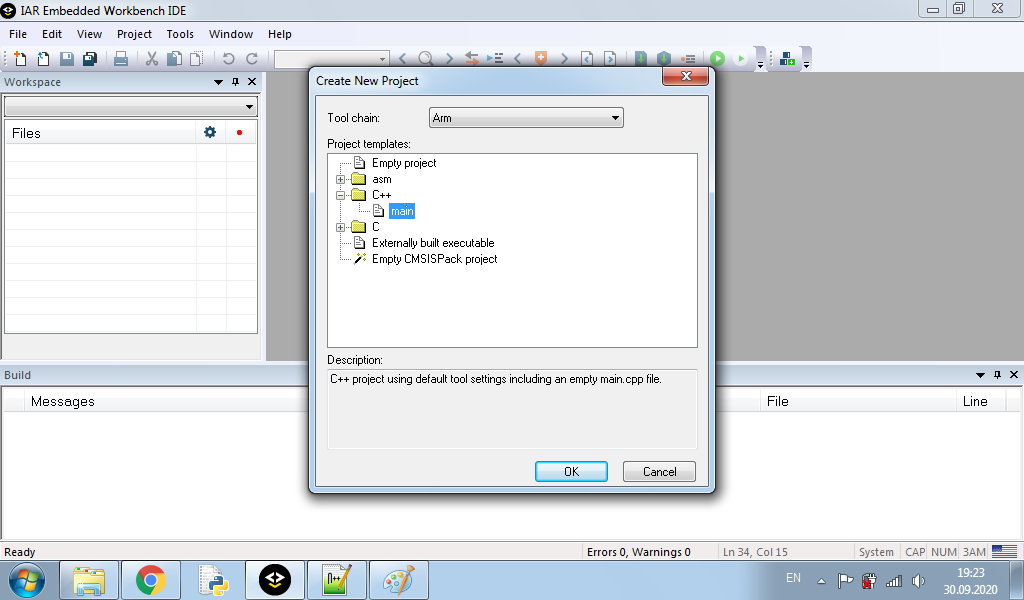 IAR Embedded Workbench IDE
File Edit View Project Tools Window Help
Workspace
Files
Create New Project
Tool chain:
Arm
Project templates:
Empty project
asm
C++
main
C
Externally built executable
Empty CMSISPack project
Description:
C++ project using default tool settings including an empty main.cpp file.
OK Cancel
Build
Messages File Line
Ready Errors 0, Warnings 0 Ln 34, Col 15 System CAP NUM ЗАМ
EN 19:23
30.09.2020